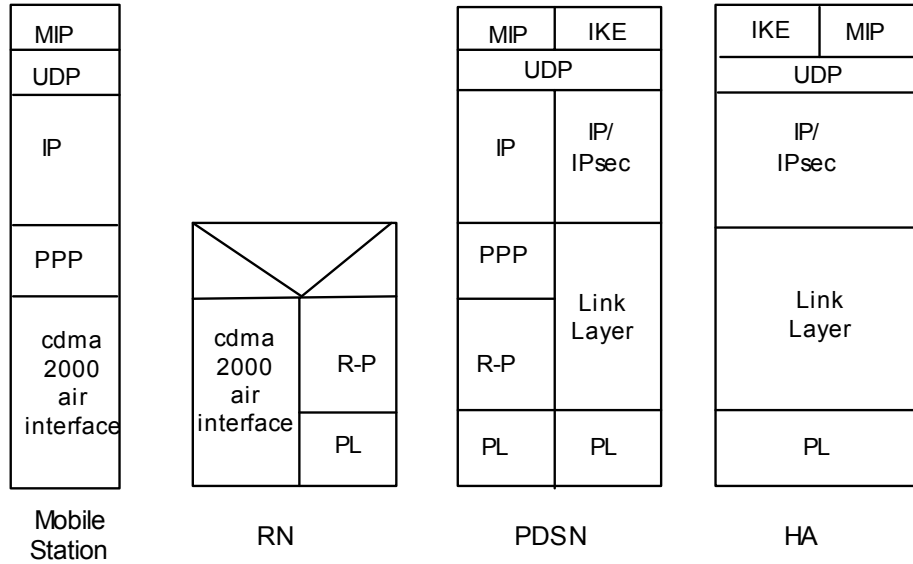 MIP
UDP
IP
PPP
cdma
2000
air
interface
Mobile
Station
cdma
2000
air
interface
R-P
PL
RN
MIP
IKE
UDP
IP
IP/
IPsec
PPP
Link
Layer
R-P
PL
PL
PDSN
IKE
MIP
UDP
IP/
IPsec
Link
Layer
PL
HA